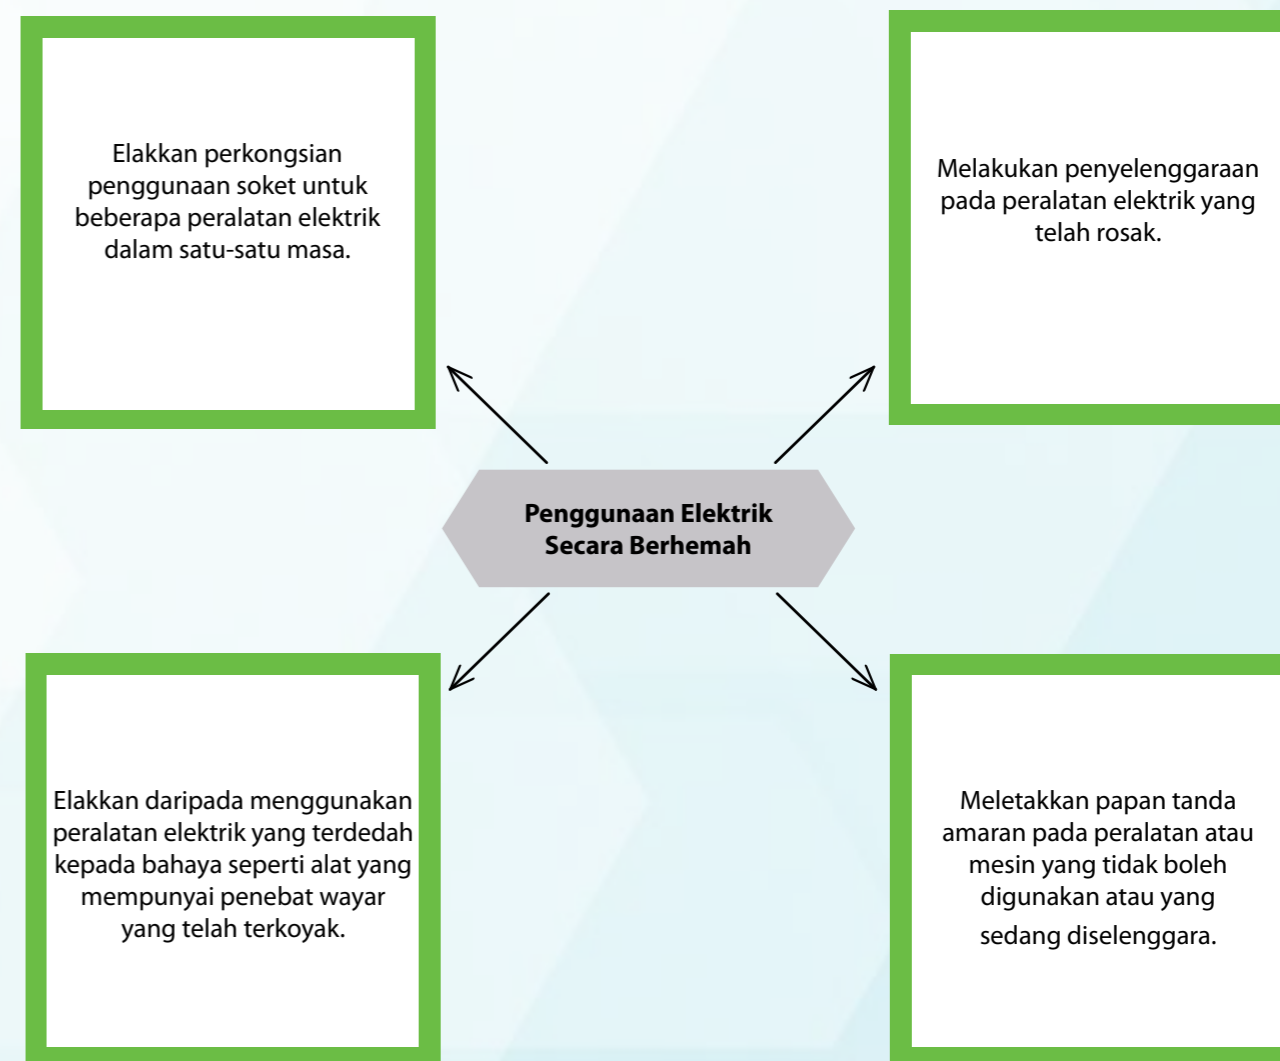 Elakkan perkongsian
penggunaan soket untuk
beberapa peralatan elektrik
dalam satu-satu masa.
Melakukan penyelenggaraan
pada peralatan elektrik yang
telah rosak.
Penggunaan Elektrik
Secara Berhemah
Elakkan daripada menggunakan
peralatan elektrik yang terdedah
kepada bahaya seperti alat yang
mempunyai penebat wayar
yang telah terkoyak.
Meletakkan papan tanda
amaran pada peralatan atau
mesin yang tidak boleh
digunakan atau yang
sedang diselenggara.